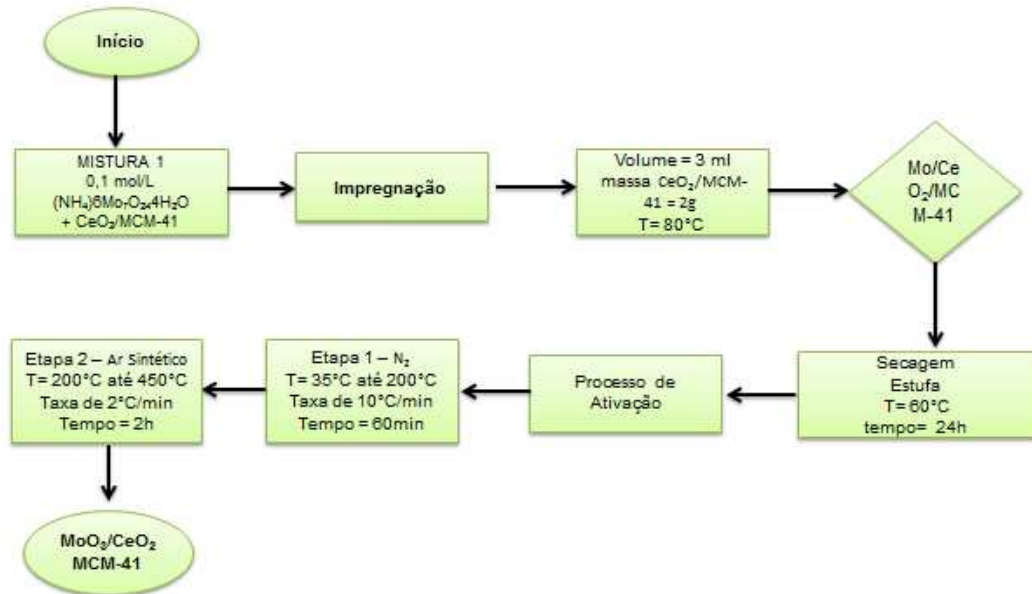 Início
MISTURA 1
0,1 mol/L
(NH₄)6Mo₇O₂₄4H₂O
+ CeO₂/MCM-41
Impregnação
Volume = 3 ml
massa CeO₂/MCM-
41 = 2g
T= 80°C
Mo/Ce
O₂/MC
M-41
Secagem
Estufa
T= 60°C
tempo= 24h
Processo de
Ativação
Etapa 1 – N₂
T= 35°C até 200°C
Taxa de 10°C/min
Tempo = 60min
Etapa 2 – Ar Sintético
T= 200°C até 450°C
Taxa de 2°C/min
Tempo = 2h
MoO₃/CeO₂
MCM-41